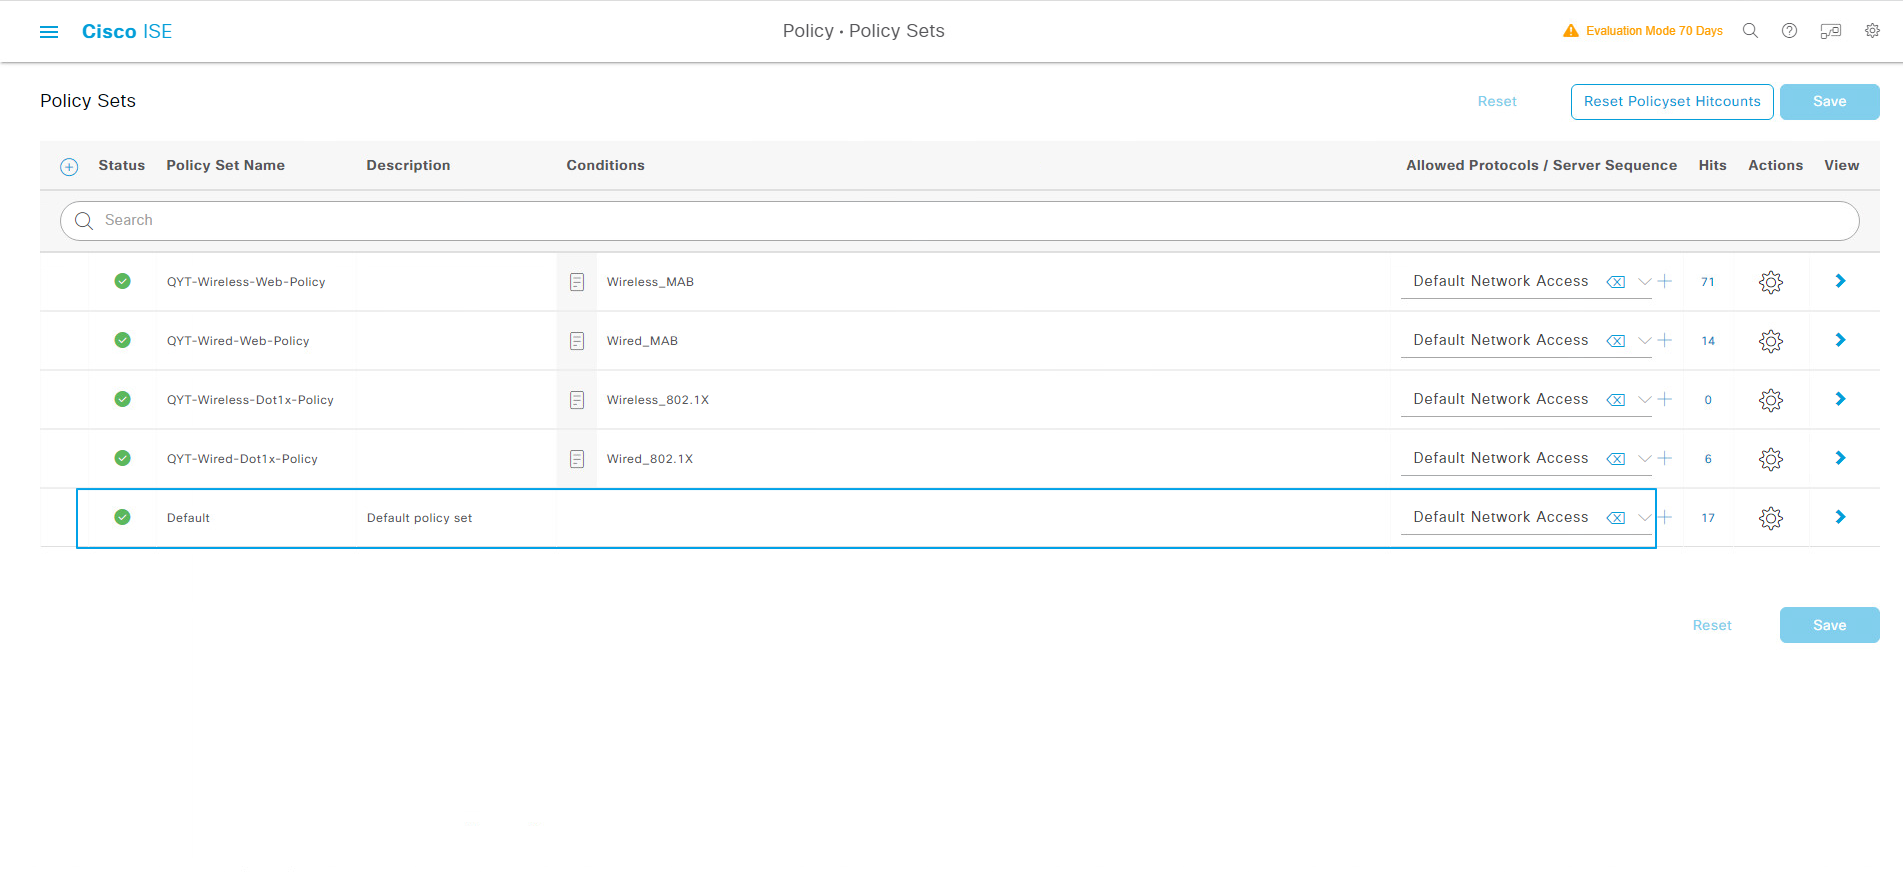 Cisco ISE
Policy · Policy Sets
Evaluation Mode 70 Days
Policy Sets
Reset
Reset Policyset Hitcounts
Save
Status Policy Set Name Description Conditions Allowed Protocols / Server Sequence Hits Actions View
Search
QYT-Wireless-Web-Policy Wireless_MAB Default Network Access 71
QYT-Wired-Web-Policy Wired_MAB Default Network Access 14
QYT-Wireless-Dot1x-Policy Wireless_802.1X Default Network Access 0
QYT-Wired-Dot1x-Policy Wired_802.1X Default Network Access 6
Default Default policy set Default Network Access 17
Reset
Save